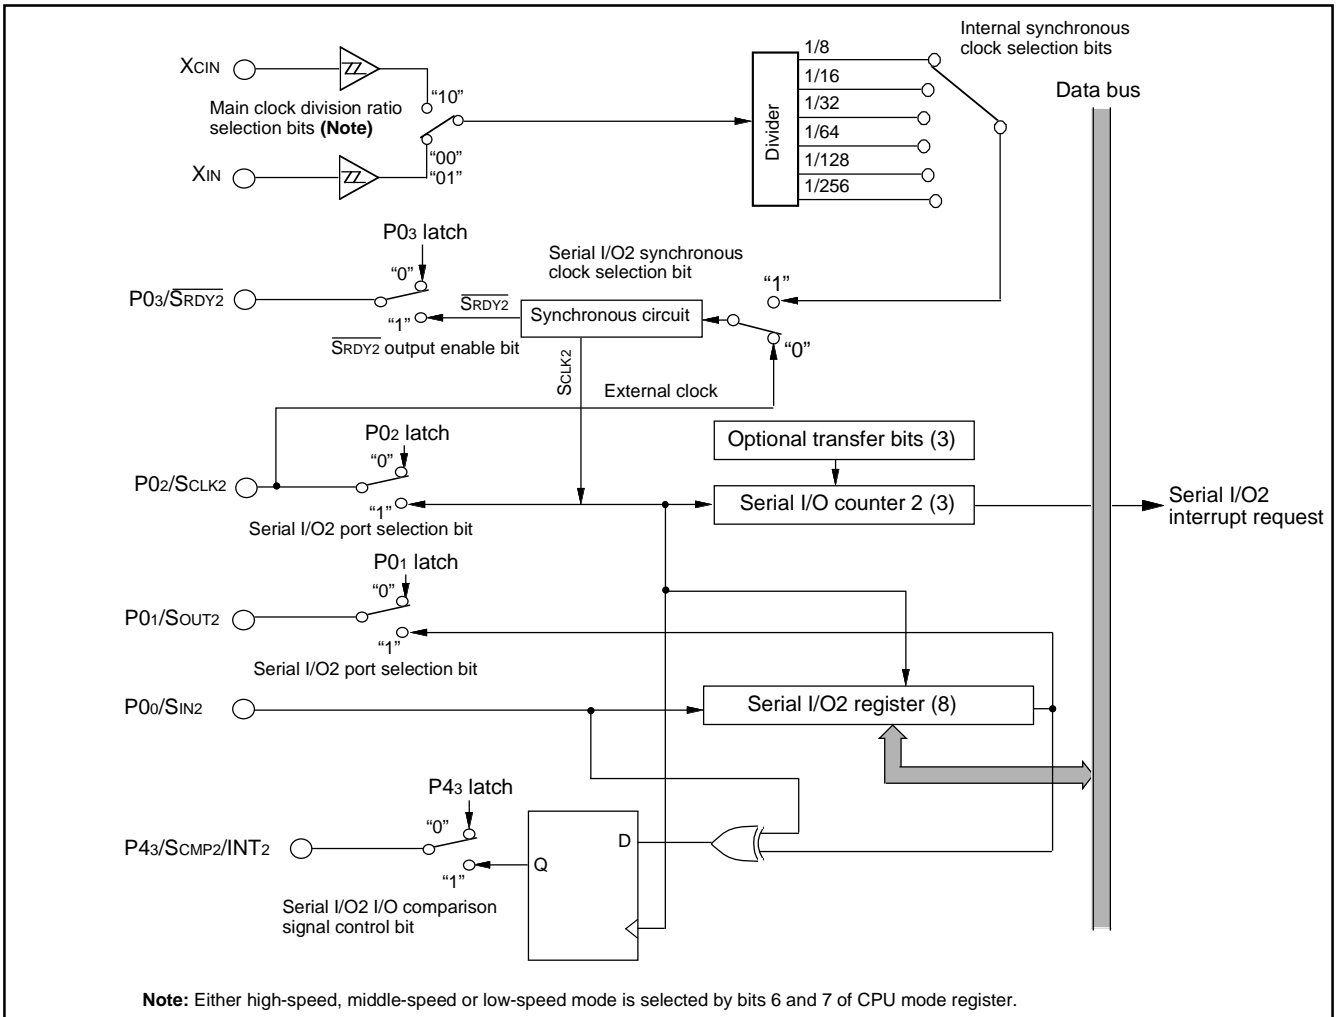 Internal synchronous
clock selection bits
XCIN
"10"
Main clock division ratio
selection bits (Note)
"00"
"01"
XIN
Divider
1/8
1/16
1/32
1/64
1/128
1/256
Data bus
P03 latch
"0"
P03/SRDY2
"1"
SRDY2
SRDY2 output enable bit
Serial I/O2 synchronous
clock selection bit
Synchronous circuit
"1"
"0"
SCLK2
External clock
P02 latch
"0"
P02/SCLK2
"1"
Serial I/O2 port selection bit
Optional transfer bits (3)
Serial I/O counter 2 (3)
Serial I/O2
interrupt request
P01 latch
"0"
P01/SOUT2
"1"
Serial I/O2 port selection bit
P00/SIN2
Serial I/O2 register (8)
P43 latch
"0"
P43/SCMP2/INT2
"1"
D
Q
Serial I/O2 I/O comparison
signal control bit
Note: Either high-speed, middle-speed or low-speed mode is selected by bits 6 and 7 of CPU mode register.